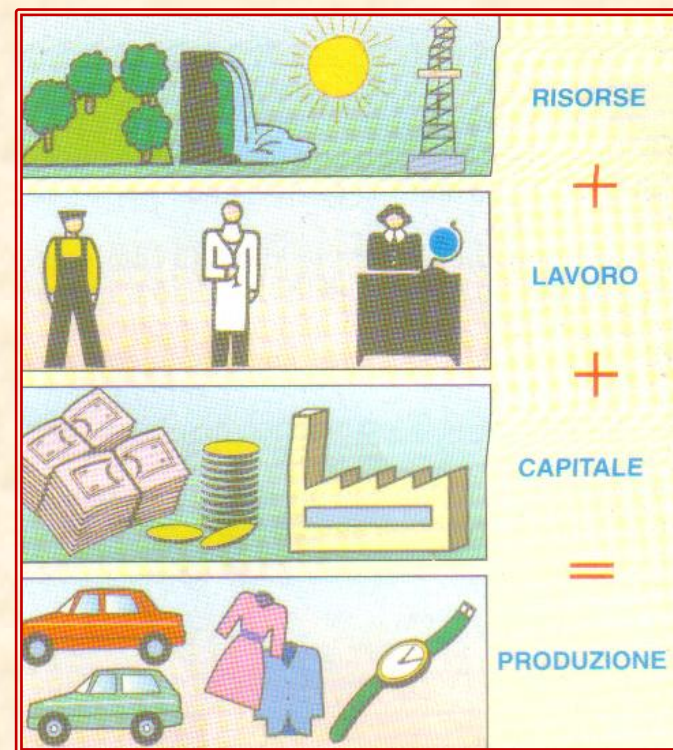 RISORSE
+
LAVORO
+
CAPITALE
=
PRODUZIONE